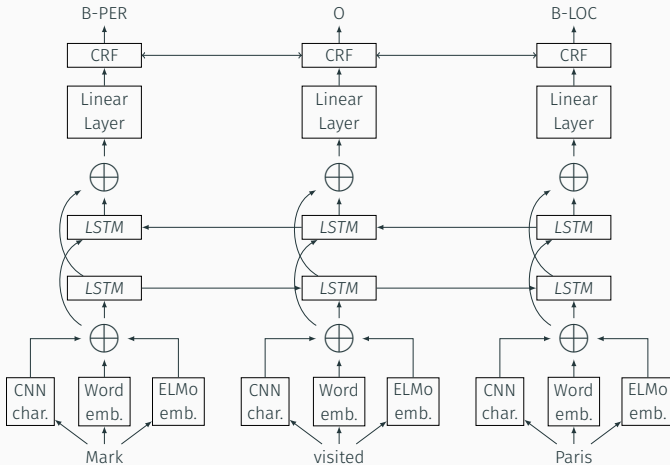 B-PER O B-LOC
CRF CRF CRF
Linear Layer Linear Layer Linear Layer
LSTM LSTM LSTM
LSTM LSTM LSTM
CNN char. Word emb. ELMo emb. CNN char. Word emb. ELMo emb. CNN char. Word emb. ELMo emb.
Mark visited Paris